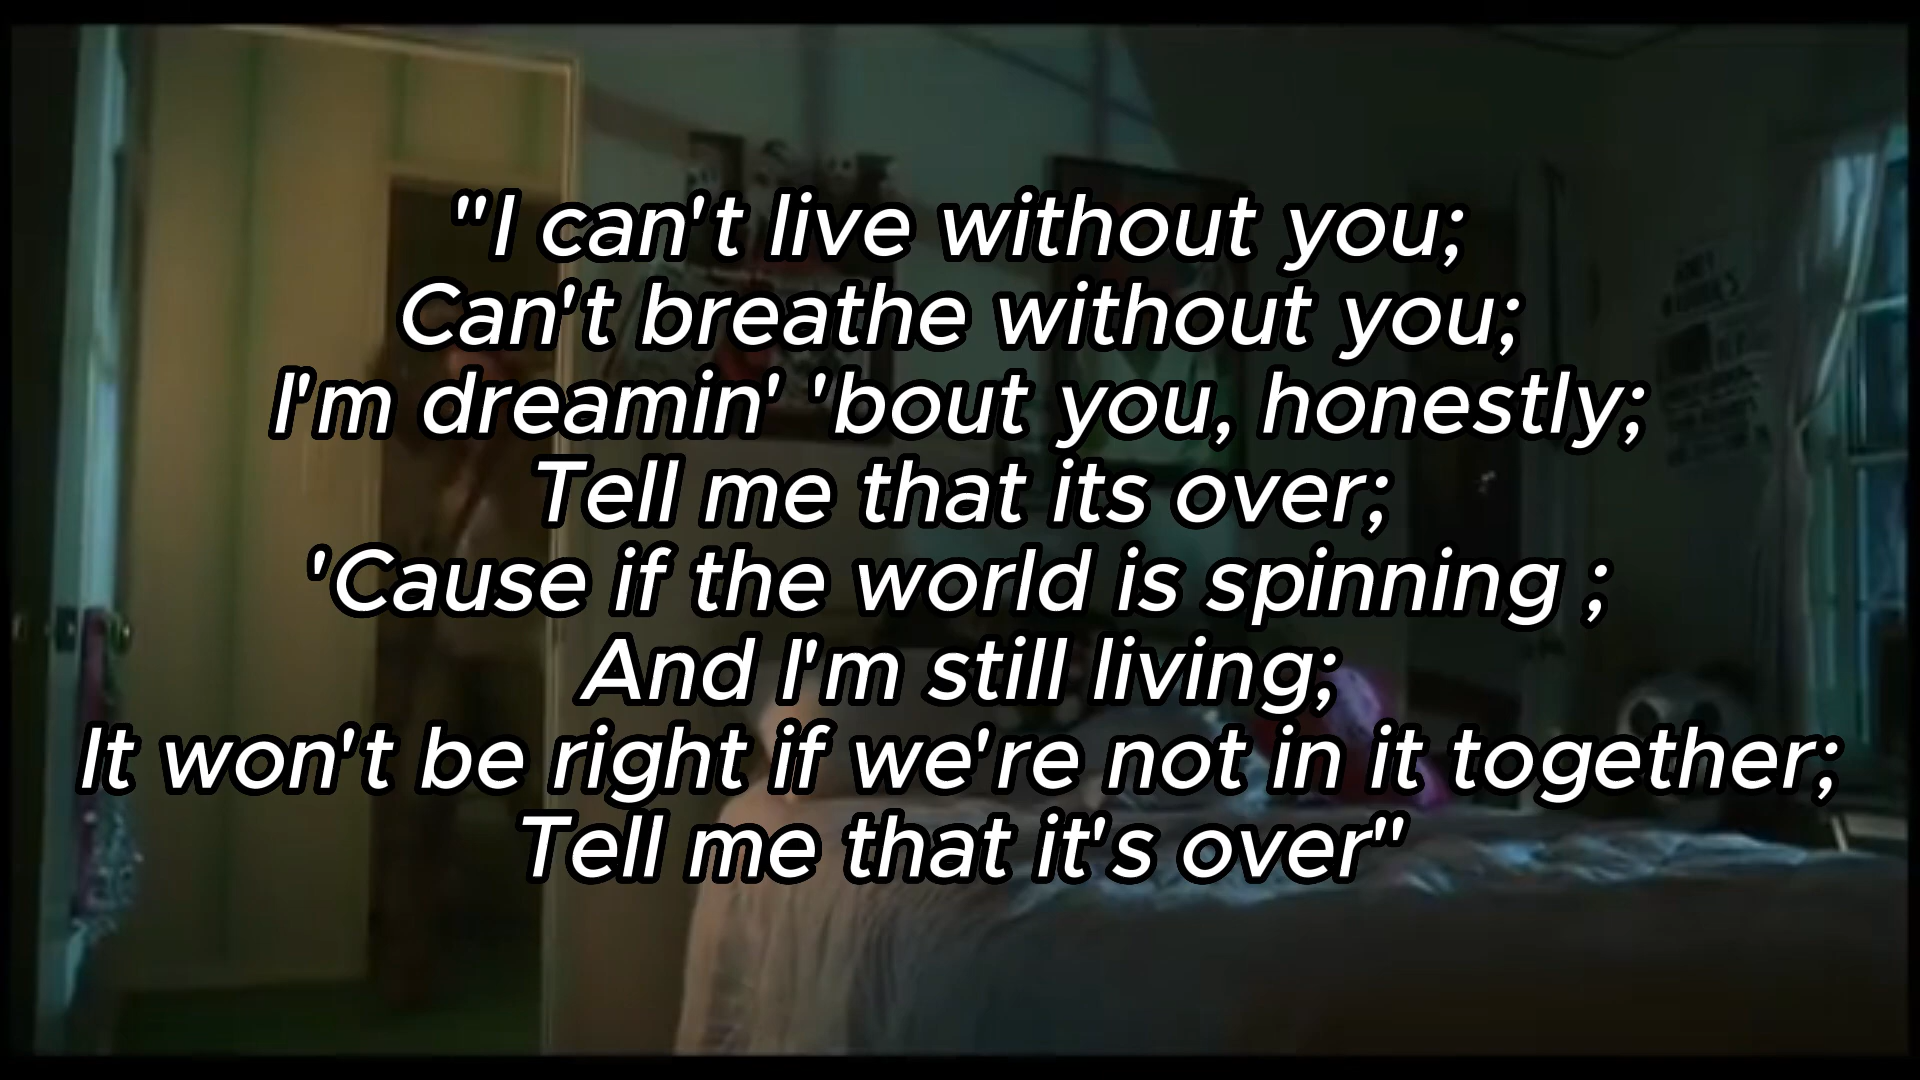 "I can't live without you;
Can't breathe without you;
I'm dreamin' 'bout you, honestly;
Tell me that its over;
'Cause if the world is spinning ;
And I'm still living;
It won't be right if we're not in it together;
Tell me that it's over"